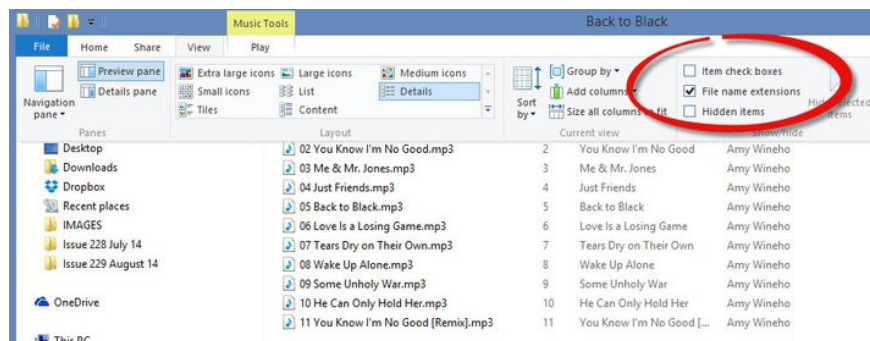 Music Tools
Back to Black
File Home Share View Play
Preview pane Extra large icons Large icons Medium icons Group by Item check boxes
Details pane Small icons List Details Add columns File name extensions
Navigation pane Tiles Content Sort by Size all columns to fit Hidden items Hide selected items
Panes Layout Current view Show/hide
Desktop 02 You Know I'm No Good.mp3 2 You Know I'm No Good Amy Wineho
Downloads 03 Me & Mr. Jones.mp3 3 Me & Mr. Jones Amy Wineho
Dropbox 04 Just Friends.mp3 4 Just Friends Amy Wineho
Recent places 05 Back to Black.mp3 5 Back to Black Amy Wineho
IMAGES 06 Love Is a Losing Game.mp3 6 Love Is a Losing Game Amy Wineho
Issue 228 July 14 07 Tears Dry on Their Own.mp3 7 Tears Dry on Their Own Amy Wineho
Issue 229 August 14 08 Wake Up Alone.mp3 8 Wake Up Alone Amy Wineho
09 Some Unholy War.mp3 9 Some Unholy War Amy Wineho
OneDrive 10 He Can Only Hold Her.mp3 10 He Can Only Hold Her Amy Wineho
11 You Know I'm No Good [Remix].mp3 11 You Know I'm No Good [... Amy Wineho
This PC